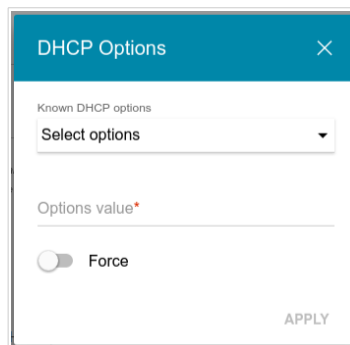 DHCP Options
Known DHCP options
Select options
Options value*
Force
APPLY